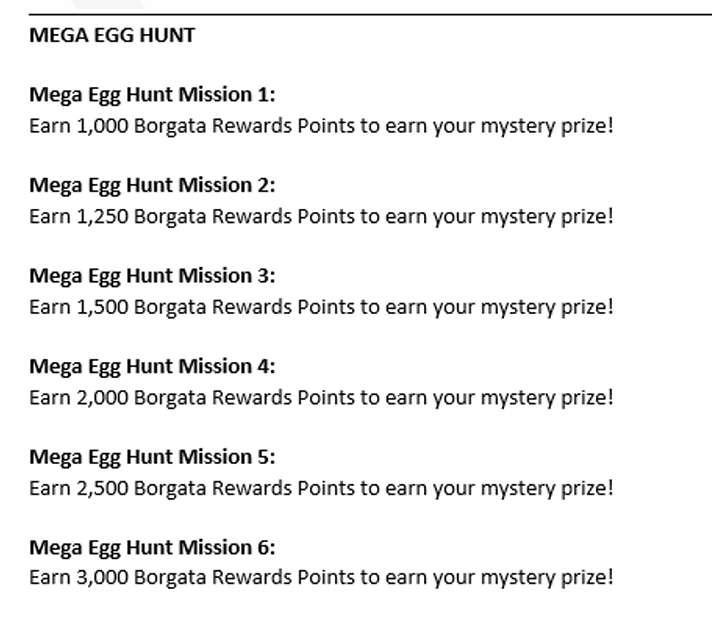 MEGA EGG HUNT
Mega Egg Hunt Mission 1:
Earn 1,000 Borgata Rewards Points to earn your mystery prize!
Mega Egg Hunt Mission 2:
Earn 1,250 Borgata Rewards Points to earn your mystery prize!
Mega Egg Hunt Mission 3:
Earn 1,500 Borgata Rewards Points to earn your mystery prize!
Mega Egg Hunt Mission 4:
Earn 2,000 Borgata Rewards Points to earn your mystery prize!
Mega Egg Hunt Mission 5:
Earn 2,500 Borgata Rewards Points to earn your mystery prize!
Mega Egg Hunt Mission 6:
Earn 3,000 Borgata Rewards Points to earn your mystery prize!